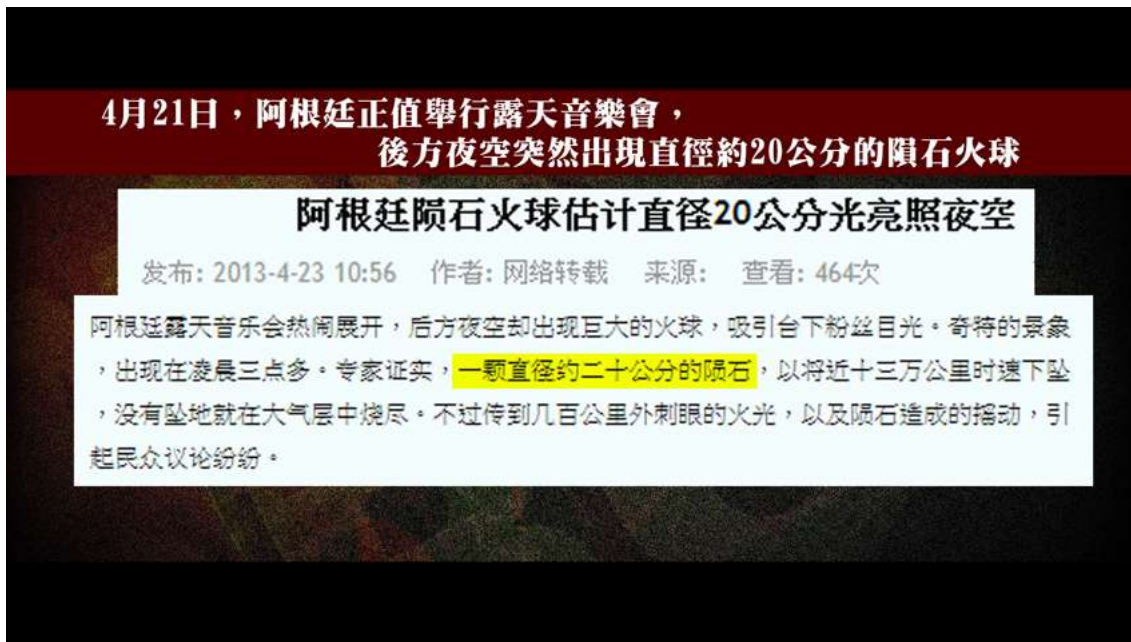 4月21日，阿根廷正值舉行露天音樂會，
後方夜空突然出現直徑約20公分的隕石火球
阿根廷陨石火球估计直径20公分光亮照夜空
发布: 2013-4-23 10:56 作者: 网络转载 来源: 查看: 464次
阿根廷露天音乐会热闹展开，后方夜空却出现巨大的火球，吸引台下粉丝目光。奇特的景象
，出现在凌晨三点多。专家证实，一颗直径约二十公分的陨石，以将近十三万公里时速下坠
，没有坠地就在大气层中烧尽。不过传到几百公里外刺眼的火光，以及陨石造成的摇动，引
起民众议论纷纷。